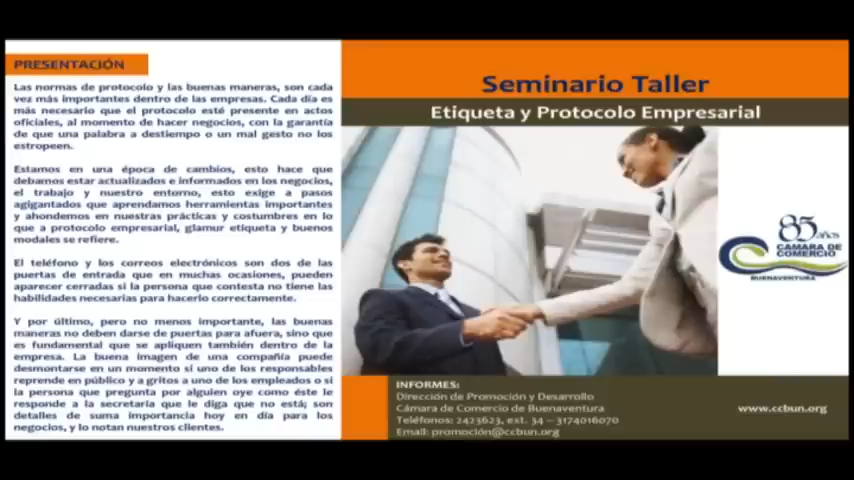 PRESENTACIÓN
Las normas de protocolo y las buenas maneras, son cada
vez más importantes dentro de las empresas. Cada día es
más necesario que el protocolo esté presente en actos
oficiales, al momento de hacer negocios, con la garantía
de que una palabra a destiempo o un mal gesto no los
estropeen.
Estamos en una época de cambios, esto hace que
debamos estar actualizados e informados en los negocios,
el trabajo y nuestro entorno, esto exige a pasos
agigantados que aprendamos herramientas importantes
y ahondemos en nuestras prácticas y costumbres en lo
que a protocolo empresarial, glamur etiqueta y buenos
modales se refiere.
El teléfono y los correos electrónicos son dos de las
puertas de entrada que en muchas ocasiones, pueden
aparecer cerradas si la persona que contesta no tiene las
habilidades necesarias para hacerlo correctamente.
Y por último, pero no menos importante, las buenas
maneras no deben darse de puertas para afuera, sino que
es fundamental que se apliquen también dentro de la
empresa. La buena imagen de una compañía puede
desmontarse en un momento si uno de los responsables
reprende en público y a gritos a uno de los empleados o si
la persona que pregunta por alguien oye como éste le
responde a la secretaria que le diga que no está; son
detalles de suma importancia hoy en día para los
negocios, y lo notan nuestros clientes.
Seminario Taller
Etiqueta y Protocolo Empresarial
85 años
CAMARA DE
COMERCIO
BUENAVENTURA
INFORMES:
Dirección de Promoción y Desarrollo
Cámara de Comercio de Buenaventura
Teléfonos: 2423623, ext. 34 – 3174016070
Email: promoción@ccbun.org
www.ccbun.org